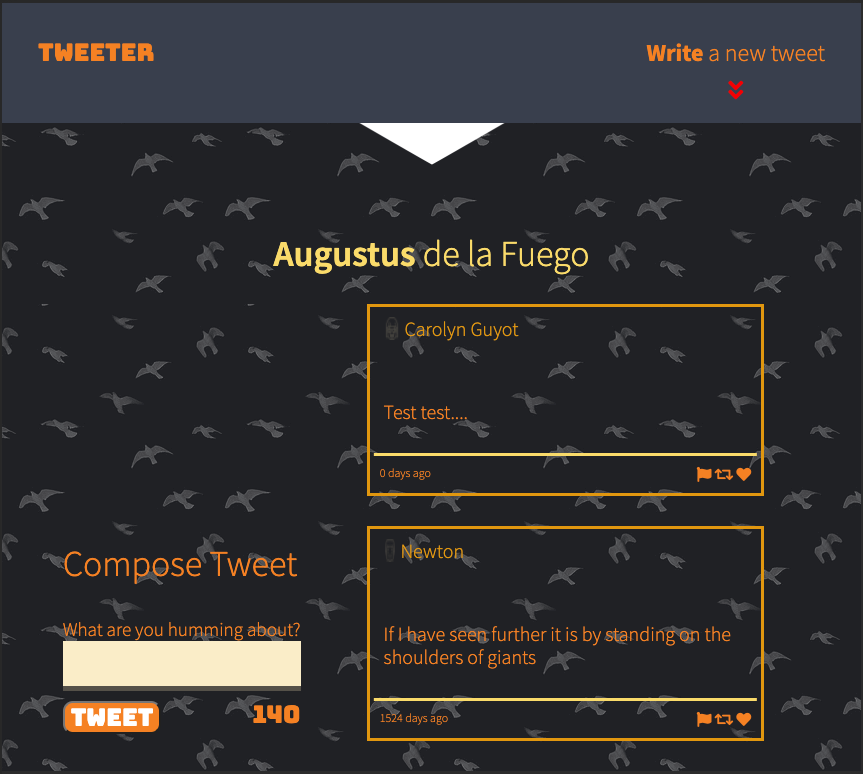 TWEETER
Write a new tweet
Augustus de la Fuego
Carolyn Guyot
Test test....
0 days ago
Compose Tweet
What are you humming about?
TWEET
140
Newton
If I have seen further it is by standing on the
shoulders of giants
1524 days ago